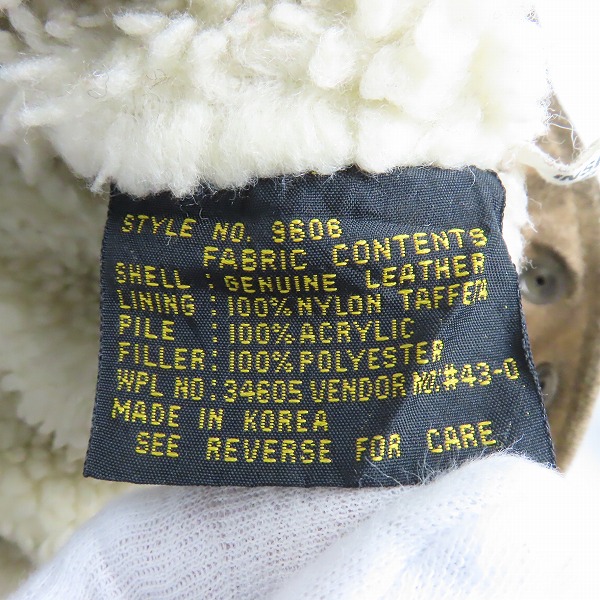 STYLE NO. 9606
FABRIC CONTENTS
SHELL : GENUINE LEATHER
LINING : 100% NYLON TAFFETA
PILE : 100% ACRYLIC
FILLER: 100% POLYESTER
WPL NO: 34605 VENDOR NO:#43-0
MADE IN KOREA
SEE REVERSE FOR CARE